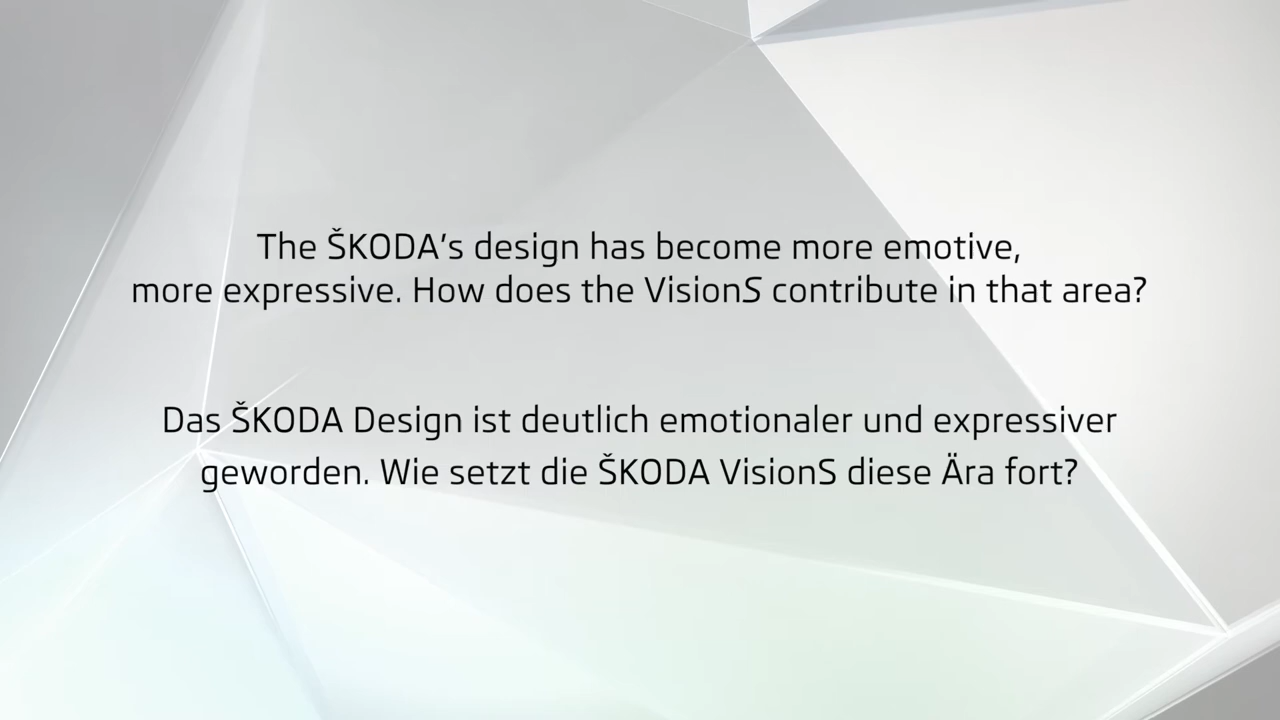 The ŠKODA's design has become more emotive,
more expressive. How does the VisionS contribute in that area?
Das ŠKODA Design ist deutlich emotionaler und expressiver
geworden. Wie setzt die ŠKODA VisionS diese Ära fort?